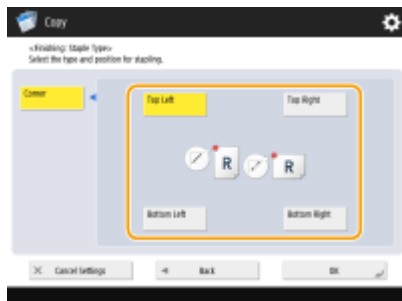 Copy
<Finishing: Staple Type>
Select the type and position for stapling.
Corner
Top Left
Top Right
R
R
Bottom Left
Bottom Right
Cancel Settings
Back
OK